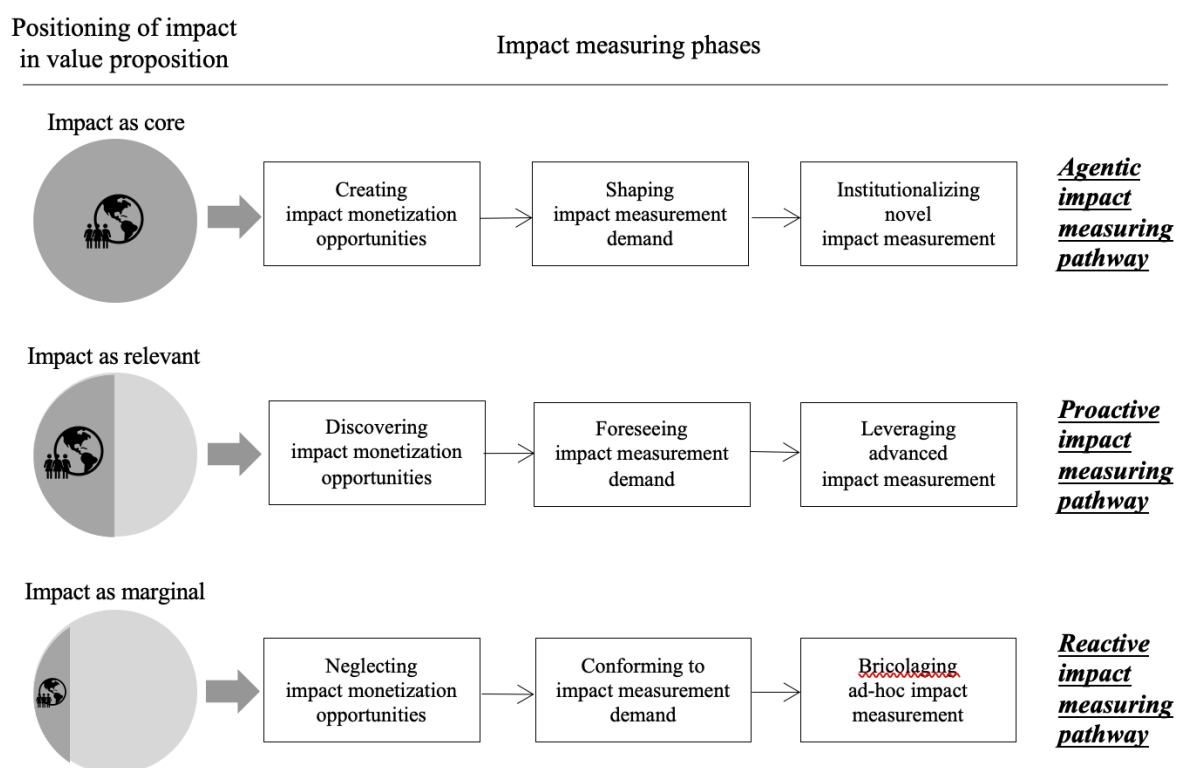 Positioning of impact
in value proposition
Impact measuring phases
Impact as core
Creating
impact monetization
opportunities
Shaping
impact measurement
demand
Institutionalizing
novel
impact measurement
Agentic
impact
measuring
pathway
Impact as relevant
Discovering
impact monetization
opportunities
Foreseeing
impact measurement
demand
Leveraging
advanced
impact measurement
Proactive
impact
measuring
pathway
Impact as marginal
Neglecting
impact monetization
opportunities
Conforming to
impact measurement
demand
Bricolaging
ad-hoc impact
measurement
Reactive
impact
measuring
pathway